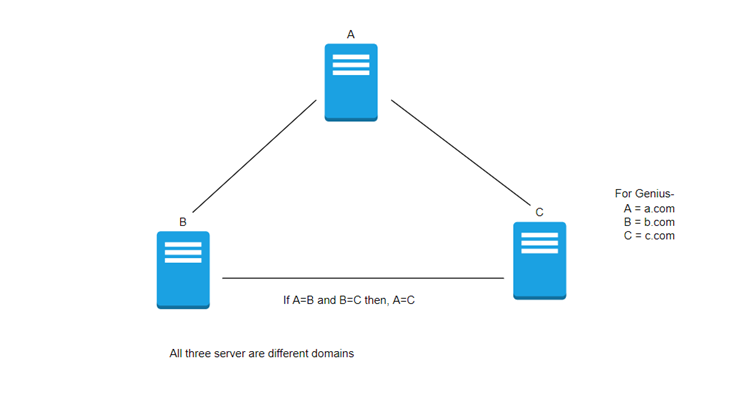 A
B
C
For Genius-
A = a.com
B = b.com
C = c.com
If A=B and B=C then, A=C
All three server are different domains